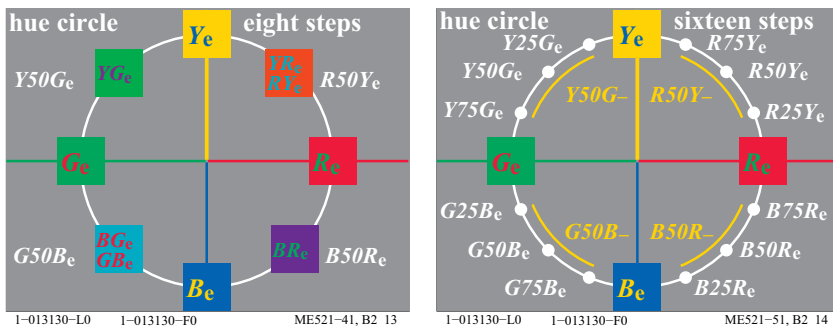 hue circle
eight steps
Yₑ
YGₑ
YRₑ
RYₑ
Y50Gₑ
R50Yₑ
Gₑ
Rₑ
BGₑ
GBₑ
BRₑ
G50Bₑ
B50Rₑ
Bₑ
1−013130−L0
1−013130−F0
ME521−41, B2 13
hue circle
sixteen steps
Yₑ
Y25Gₑ
R75Yₑ
Y50Gₑ
R50Yₑ
Y50G−
R50Y−
Y75Gₑ
R25Yₑ
Gₑ
Rₑ
G25Bₑ
B75Rₑ
G50B−
B50R−
G50Bₑ
B50Rₑ
G75Bₑ
B25Rₑ
Bₑ
1−013130−L0
1−013130−F0
ME521−51, B2 14